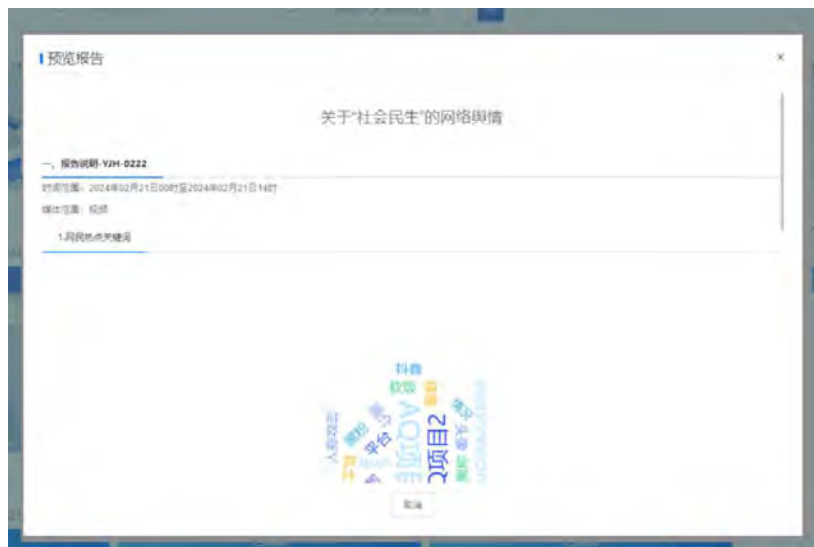 预览报告
×
关于"社会民生"的网络舆情
一、报告说明-YJH-0222
时间范围：2024年02月21日00时至2024年02月21日14时
媒体范围：视频
1.网民热点关键词
抖音
平台
AQ项目
Q项目2
情况
头条
取消